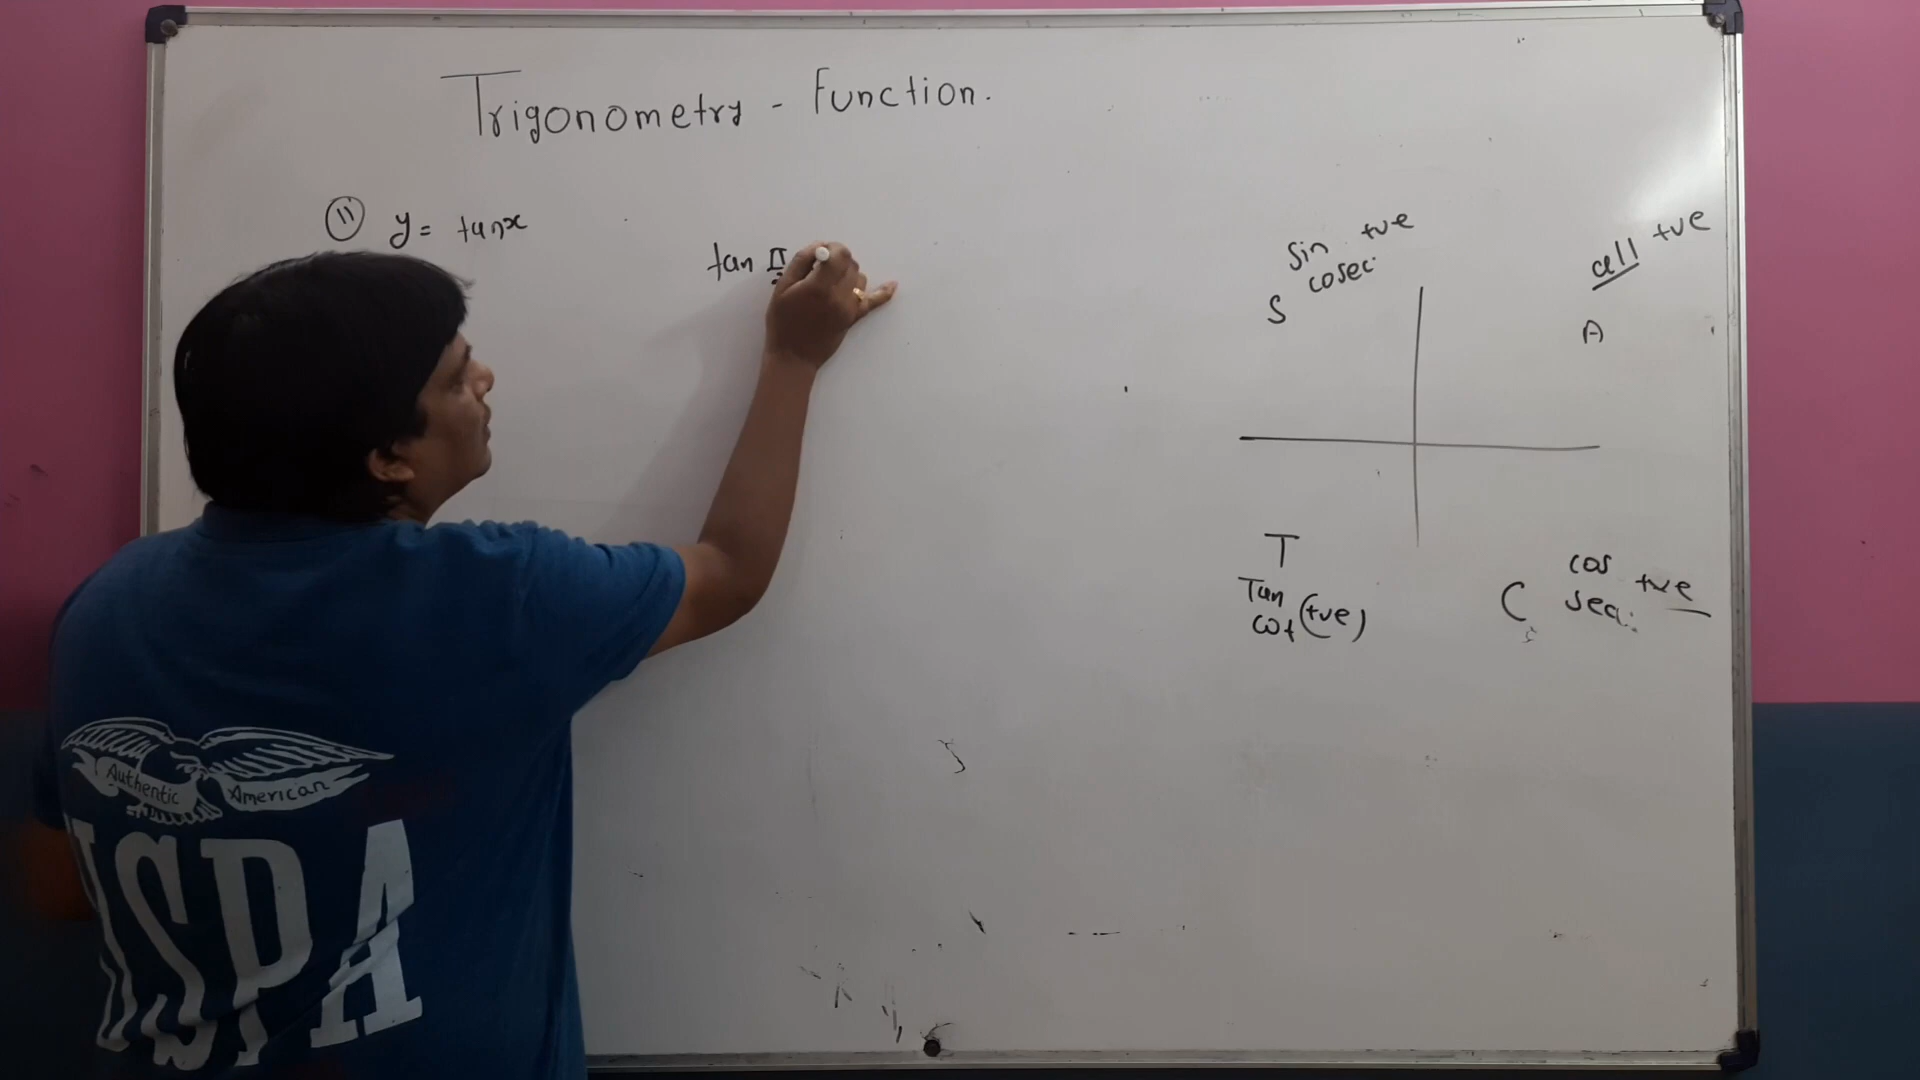 Trigonometry - Function.
11 y = tanx
tan π
sin +ve
cosec
S
all +ve
A
T
Tan
cot (+ve)
C
cos +ve
sec.
Authentic American
USPA